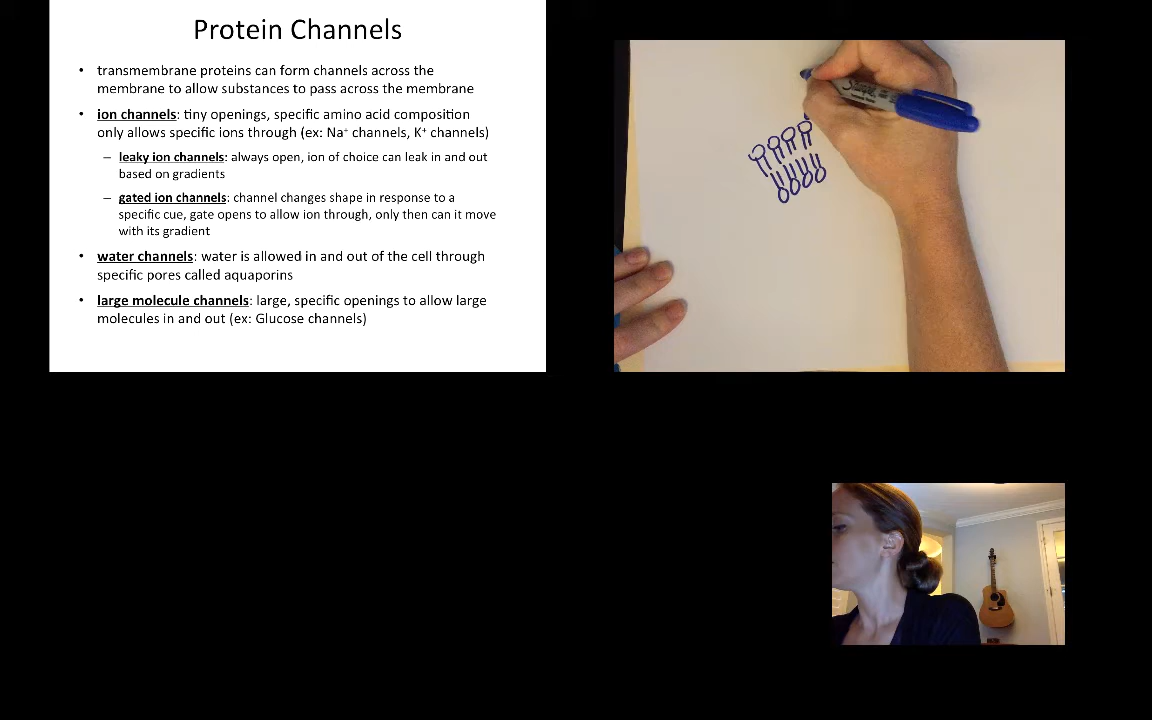 Protein Channels
• transmembrane proteins can form channels across the
membrane to allow substances to pass across the membrane
• ion channels: tiny openings, specific amino acid composition
only allows specific ions through (ex: Na⁺ channels, K⁺ channels)
– leaky ion channels: always open, ion of choice can leak in and out
based on gradients
– gated ion channels: channel changes shape in response to a
specific cue, gate opens to allow ion through, only then can it move
with its gradient
• water channels: water is allowed in and out of the cell through
specific pores called aquaporins
• large molecule channels: large, specific openings to allow large
molecules in and out (ex: Glucose channels)
Sharpie